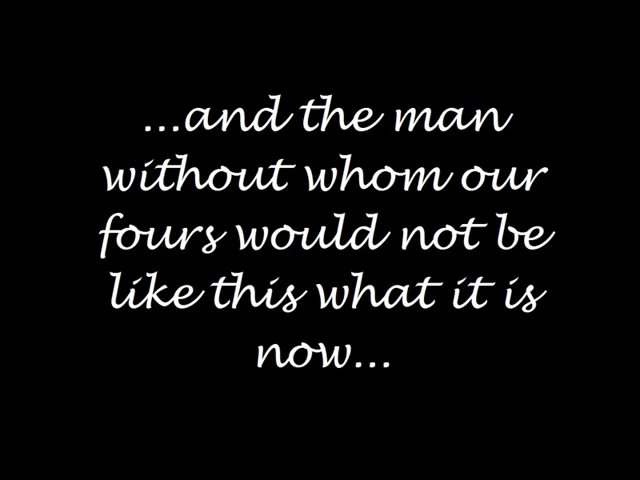 ...and the man
without whom our
fours would not be
like this what it is
now...